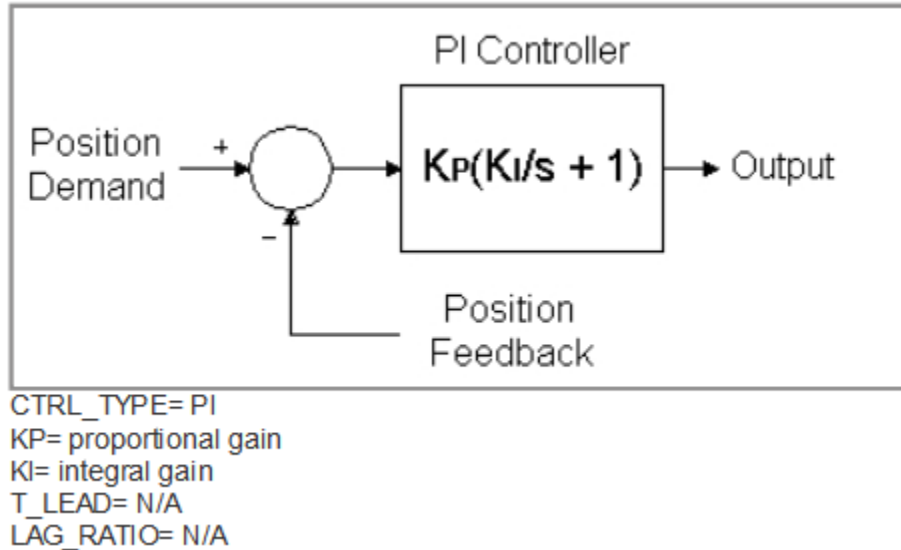 PI Controller
Position
Demand
+
KP(KI/s + 1)
Output
−
Position
Feedback
CTRL_TYPE= PI
KP= proportional gain
KI= integral gain
T_LEAD= N/A
LAG_RATIO= N/A